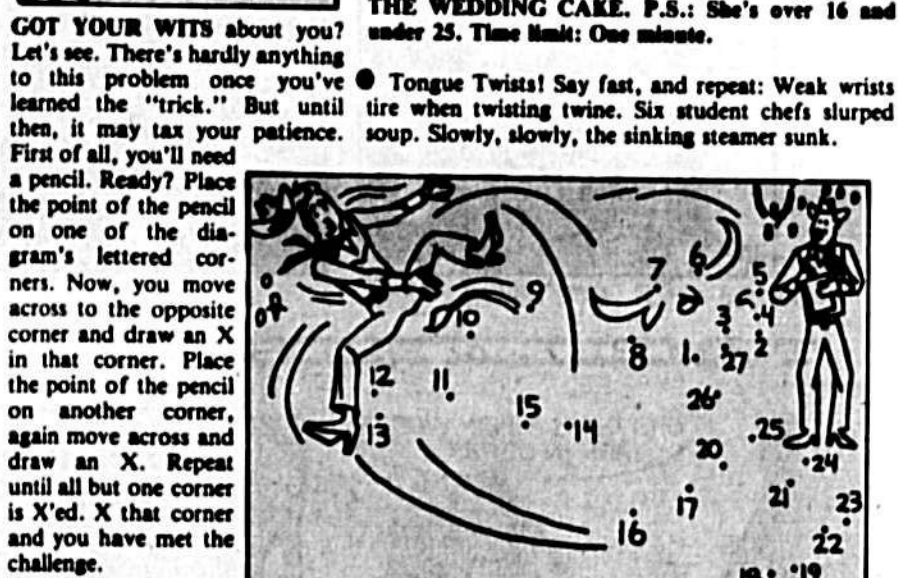 GOT YOUR WITS about you?
Let's see. There's hardly anything
to this problem once you've
learned the "trick." But until
then, it may tax your patience.
First of all, you'll need
a pencil. Ready? Place
the point of the pencil
on one of the dia-
gram's lettered cor-
ners. Now, you move
across to the opposite
corner and draw an X
in that corner. Place
the point of the pencil
on another corner,
again move across and
draw an X. Repeat
until all but one corner
is X'ed. X that corner
and you have met the
challenge.
THE WEDDING CAKE. P.S.: She's over 16 and
under 25. Time limit: One minute.
● Tongue Twists! Say fast, and repeat: Weak wrists
tire when twisting twine. Six student chefs slurped
soup. Slowly, slowly, the sinking steamer sunk.
5
6
7
9
4
3
10
2
8
1
27
12
11
26
15
14
13
25
20
24
21
17
23
16
22
18
19